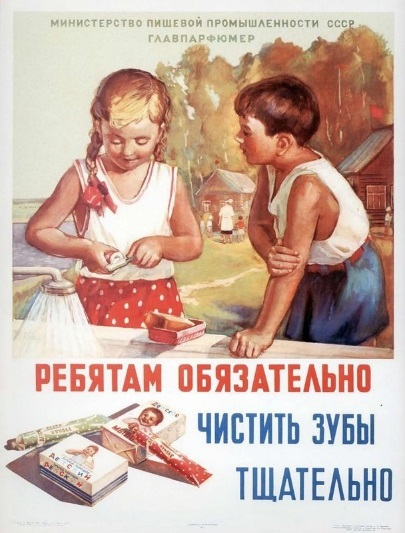 МИНИСТЕРСТВО ПИЩЕВОЙ ПРОМЫШЛЕННОСТИ СССР
ГЛАВПАРФЮМЕР
РЕБЯТАМ ОБЯЗАТЕЛЬНО
ЧИСТИТЬ ЗУБЫ
ТЩАТЕЛЬНО